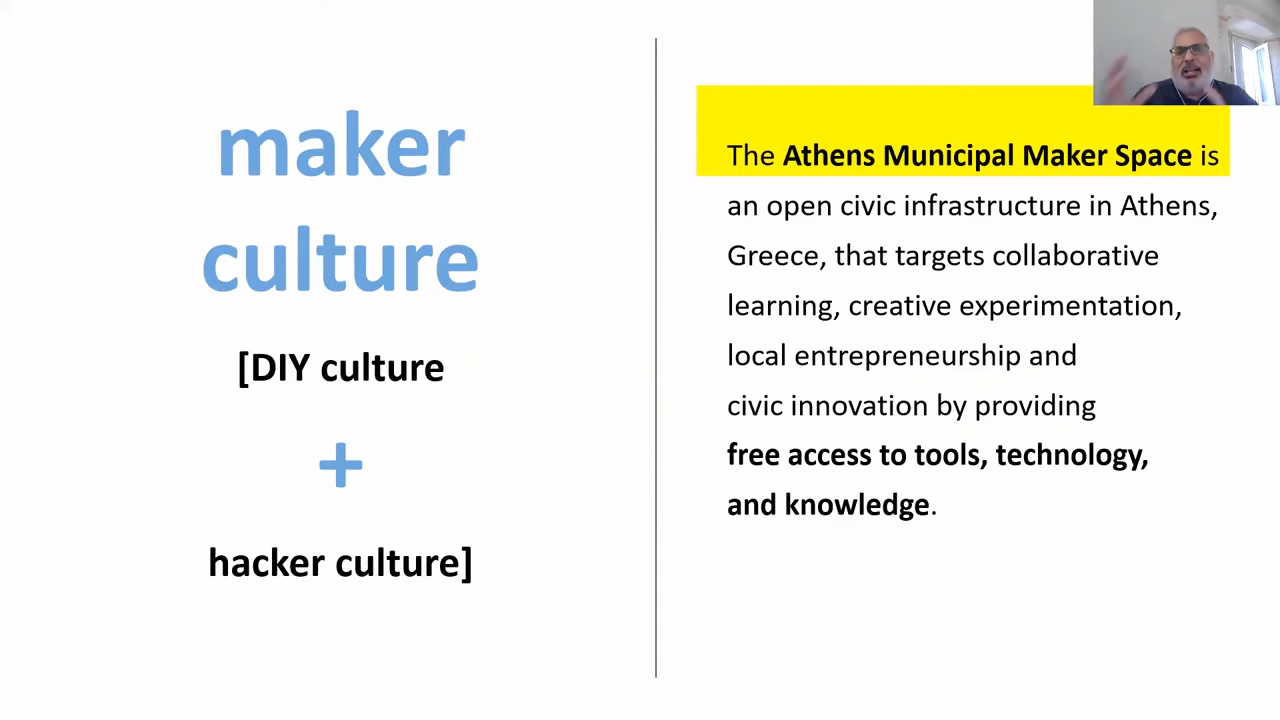 maker
culture
[DIY culture
+
hacker culture]
The Athens Municipal Maker Space is
an open civic infrastructure in Athens,
Greece, that targets collaborative
learning, creative experimentation,
local entrepreneurship and
civic innovation by providing
free access to tools, technology,
and knowledge.